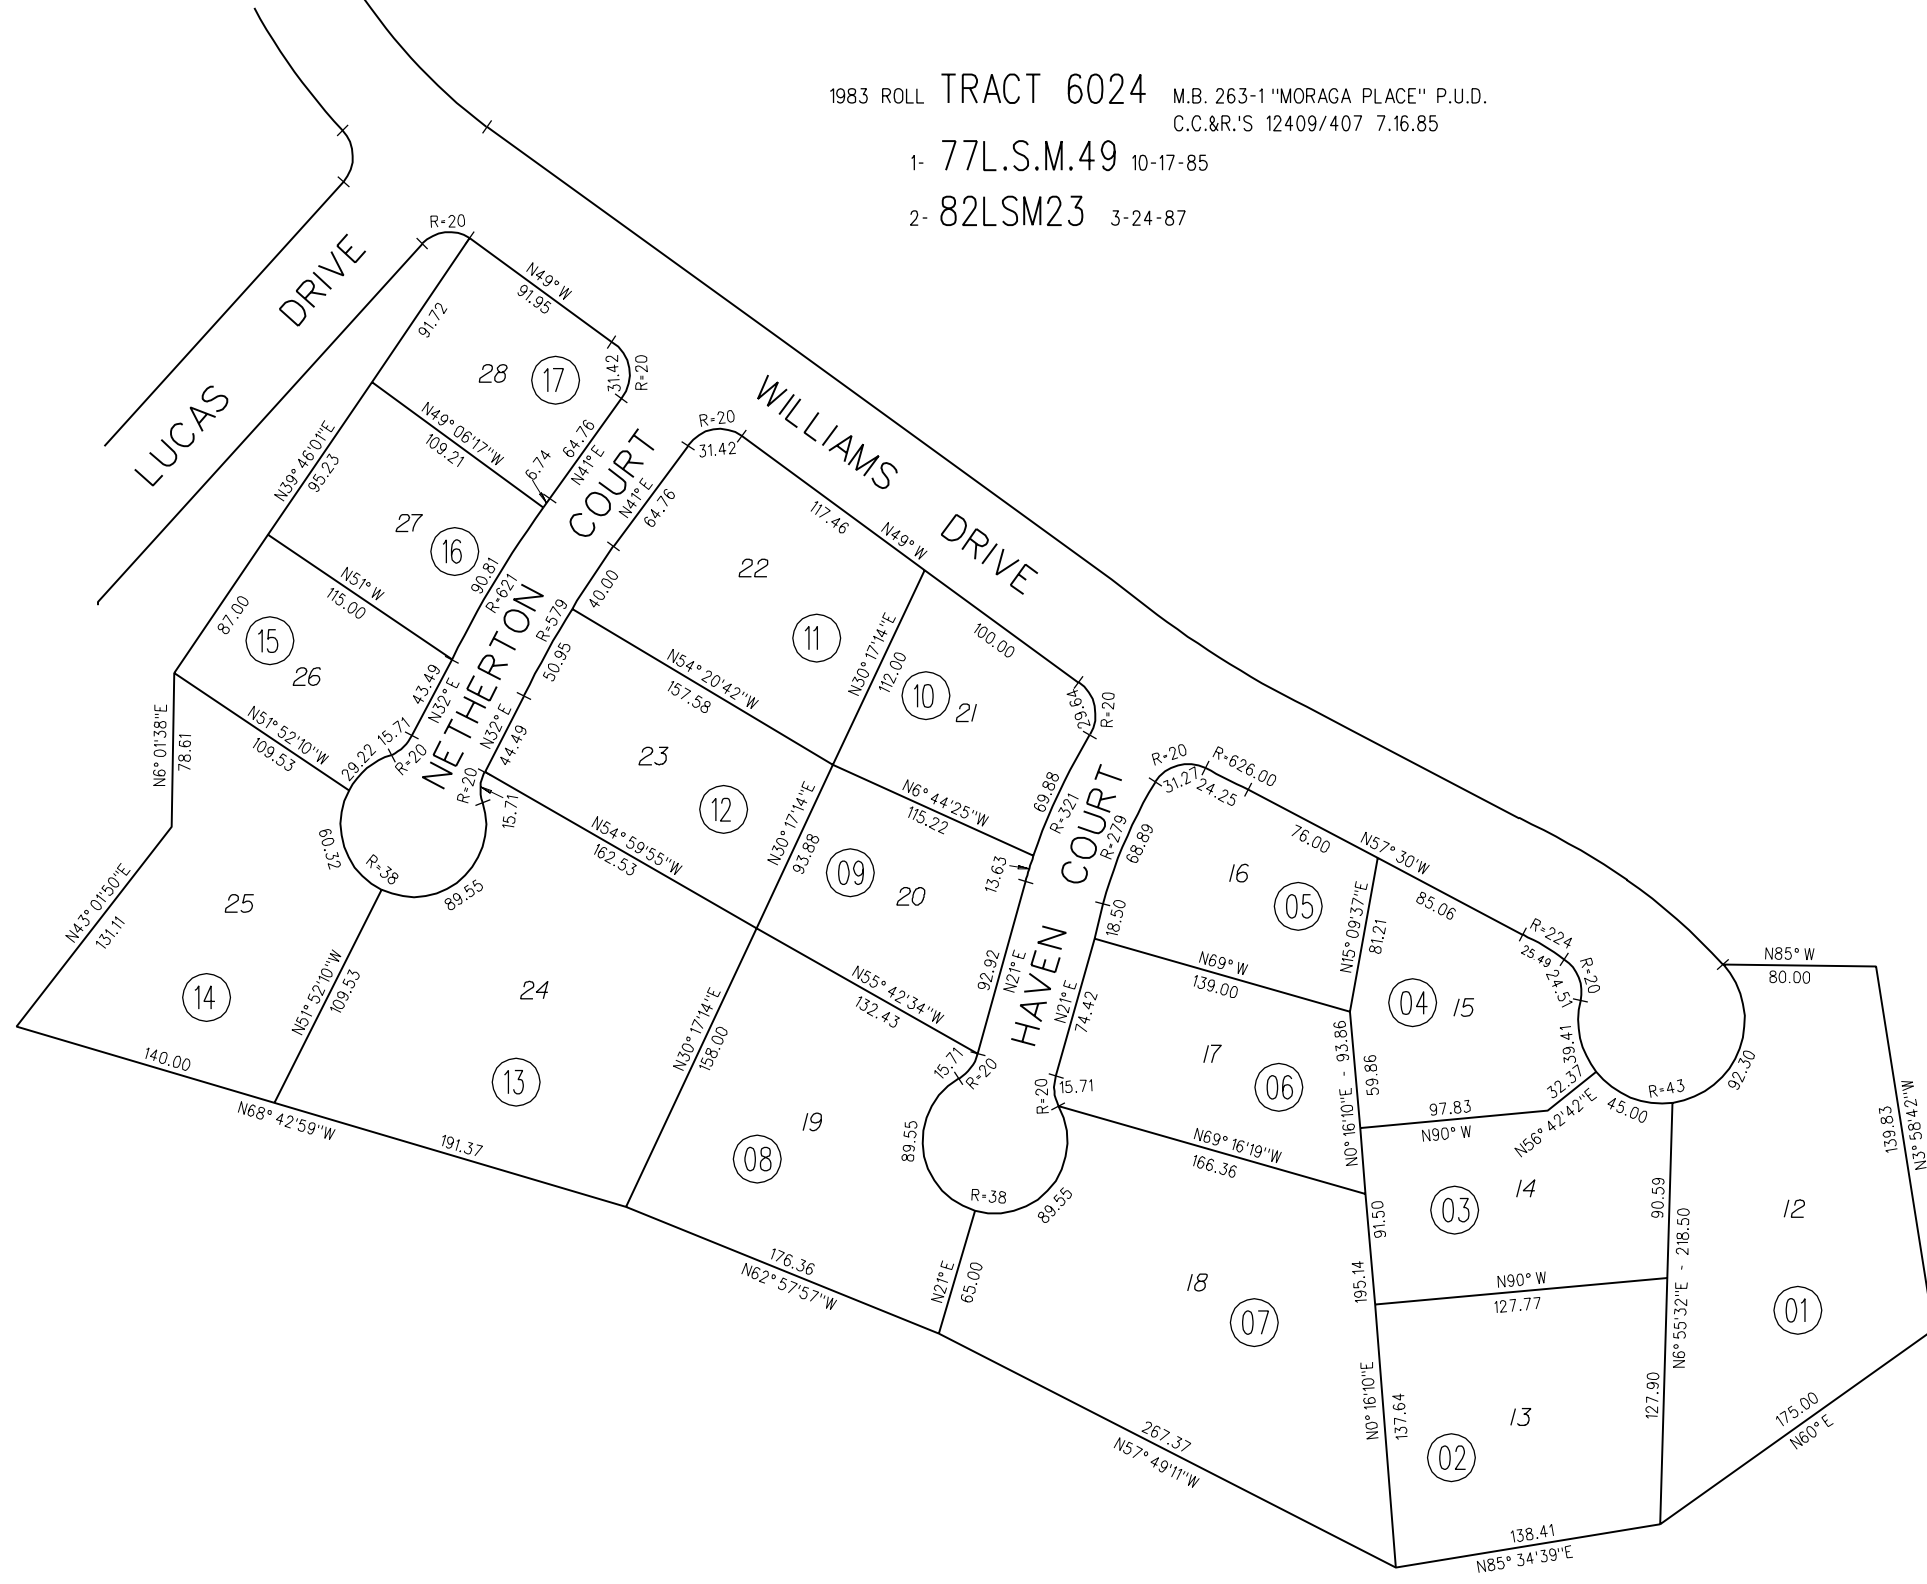 1983 ROLL TRACT 6024 M.B. 263-1 "MORAGA PLACE" P.U.D.
C.C.&R.'S 12409/407 7.16.85
1- 77L.S.M.49 10-17-85
2- 82LSM23 3-24-87
LUCAS DRIVE
WILLIAMS DRIVE
NETHERTON COURT
HAVEN COURT
R=20
N49°W
91.95
91.72
28
17
31.42
R=20
N49°06'17"W
109.21
6.74
64.76
N41°E
N39°46'01"E
95.23
27
16
90.81
R=621
N51°W
115.00
87.00
15
26
43.49
N32°E
15.71
R=20
29.22
N51°52'10"W
109.53
N6°01'38"E
78.61
60.32
R=38
89.55
N43°01'50"E
131.11
25
14
N51°52'10"W
109.53
140.00
N68°42'59"W
191.37
R=20
31.42
N41°E
64.76
117.46
N49°W
22
11
40.00
R=579
50.95
N32°E
44.49
R=20
15.71
N54°20'42"W
157.58
N30°17'14"E
112.00
100.00
10
21
29.64
R=20
23
12
N54°59'55"W
162.53
N30°17'14"E
93.88
N6°44'25"W
115.22
69.88
R=321
13.63
09
20
92.92
N21°E
N55°42'34"W
132.43
15.71
R=20
24
13
N30°17'14"E
158.00
19
08
89.55
R=38
89.55
176.36
N62°57'57"W
N21°E
65.00
R=20
31.27
R=626.00
24.25
R=279
68.89
76.00
N57°30'W
16
05
18.50
N15°09'37"E
81.21
85.06
R=224
25.49
24.51
R=20
N69°W
139.00
N21°E
74.42
17
06
R=20
15.71
N69°16'19"W
166.36
04
15
39.41
N0°16'10"E - 93.86
59.86
97.83
N90°W
32.37
N56°42'42"E
45.00
R=43
92.30
N85°W
80.00
139.83
N3°58'42"W
03
14
91.50
90.59
N90°W
127.77
195.14
N6°55'32"E - 218.50
12
01
18
07
N0°16'10"E
137.64
13
02
127.90
175.00
N60°E
267.37
N57°49'11"W
138.41
N85°34'39"E